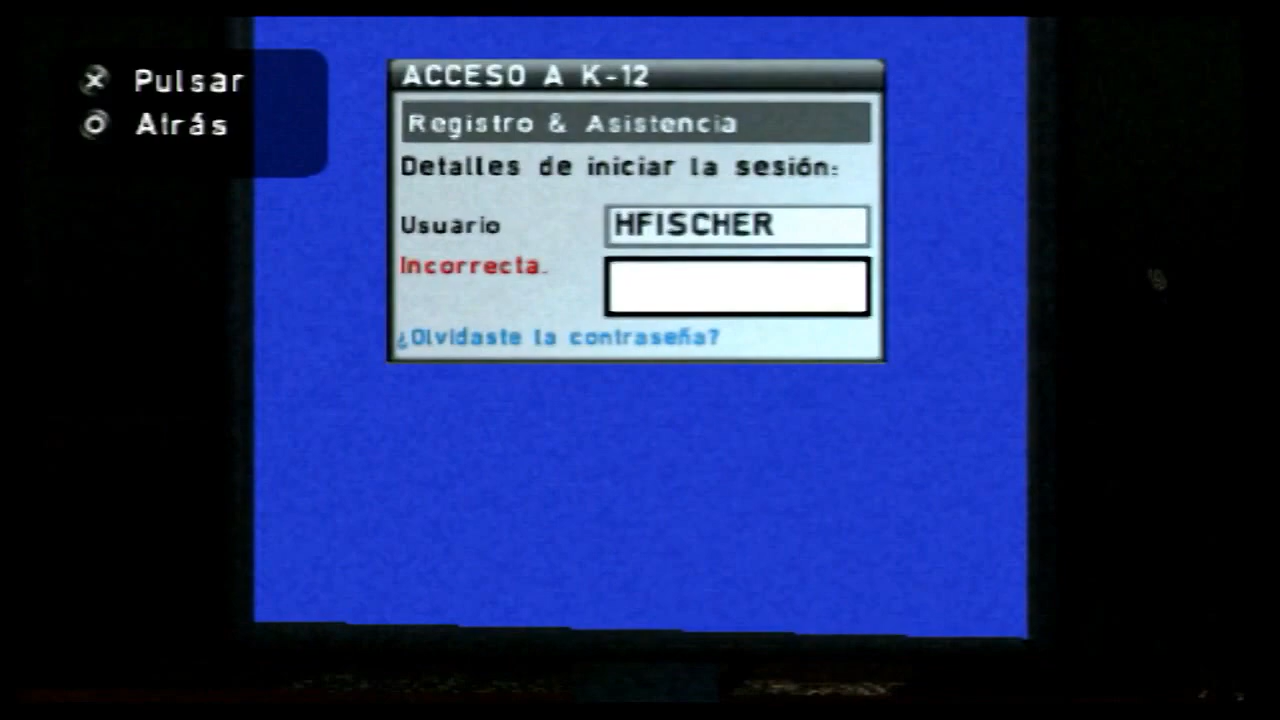 Pulsar
Atrás
ACCESO A K-12
Registro & Asistencia
Detalles de iniciar la sesión:
Usuario
HFISCHER
Incorrecta.
¿Olvidaste la contraseña?